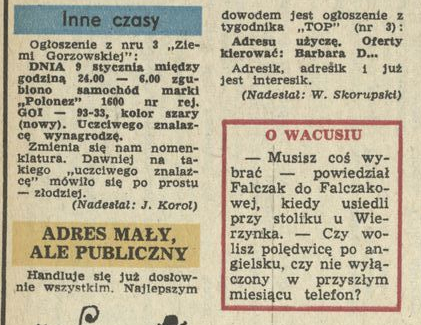 Inne czasy
Ogłoszenie z nru 3 „Zie-
mi Gorzowskiej":
DNIA 9 stycznia między
godziną 24.00 — 6.00 zgu-
biono samochód marki
„Polonez" 1600 nr rej.
GOI — 93-33, kolor szary
(nowy). Uczciwego znalaz-
cę wynagrodzę.
Zmienia się nam nomen-
klatura. Dawniej na ta-
kiego „uczciwego znalaz-
cę" mówiło się po prostu
— złodziej.
(Nadesłał: J. Korol)
ADRES MAŁY,
ALE PUBLICZNY
Handluje się już dosłow-
nie wszystkim. Najlepszym
dowodem jest ogłoszenie z
tygodnika „TOP" (nr 3):
Adresu użyczę. Oferty
kierować: Barbara D...
Adresik, adresik i już
jest interesik.
(Nadesłał: W. Skorupski)
O WACUSIU
— Musisz coś wy-
brać — powiedział
Falczak do Falczako-
wej, kiedy usiedli
przy stoliku u Wie-
rzynka. — Czy wo-
lisz polędwicę po an-
gielsku, czy nie wyłą-
czony w przyszłym
miesiącu telefon?